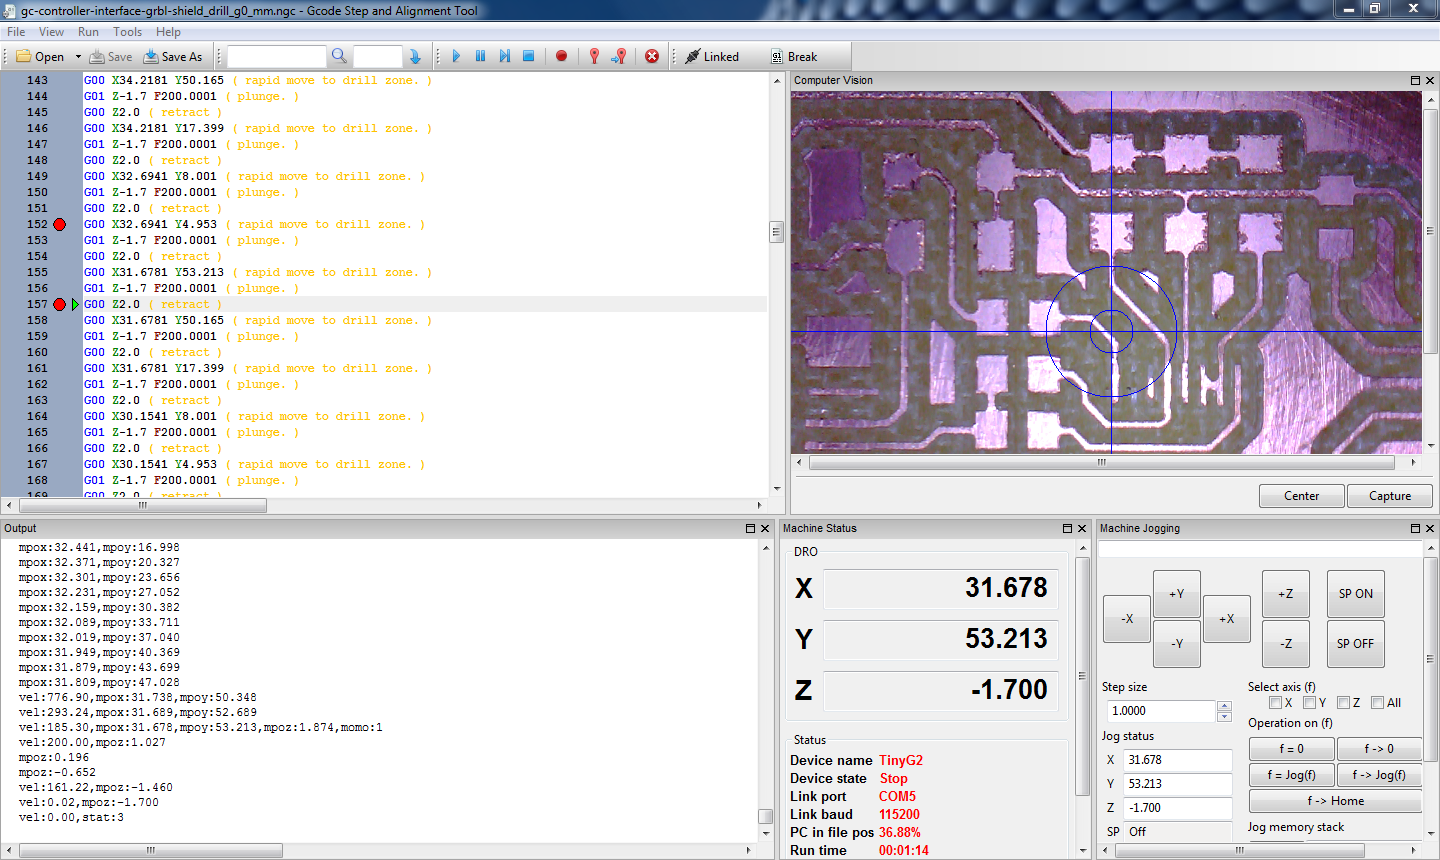 gc-controller-interface-grbl-shield_drill_g0_mm.ngc - Gcode Step and Alignment Tool
File View Run Tools Help
Open Save Save As Linked Break
143 G00 X34.2181 Y50.165 ( rapid move to drill zone. )
144 G01 Z-1.7 F200.0001 ( plunge. )
145 G00 Z2.0 ( retract )
146 G00 X34.2181 Y17.399 ( rapid move to drill zone. )
147 G01 Z-1.7 F200.0001 ( plunge. )
148 G00 Z2.0 ( retract )
149 G00 X32.6941 Y8.001 ( rapid move to drill zone. )
150 G01 Z-1.7 F200.0001 ( plunge. )
151 G00 Z2.0 ( retract )
152 G00 X32.6941 Y4.953 ( rapid move to drill zone. )
153 G01 Z-1.7 F200.0001 ( plunge. )
154 G00 Z2.0 ( retract )
155 G00 X31.6781 Y53.213 ( rapid move to drill zone. )
156 G01 Z-1.7 F200.0001 ( plunge. )
157 G00 Z2.0 ( retract )
158 G00 X31.6781 Y50.165 ( rapid move to drill zone. )
159 G01 Z-1.7 F200.0001 ( plunge. )
160 G00 Z2.0 ( retract )
161 G00 X31.6781 Y17.399 ( rapid move to drill zone. )
162 G01 Z-1.7 F200.0001 ( plunge. )
163 G00 Z2.0 ( retract )
164 G00 X30.1541 Y8.001 ( rapid move to drill zone. )
165 G01 Z-1.7 F200.0001 ( plunge. )
166 G00 Z2.0 ( retract )
167 G00 X30.1541 Y4.953 ( rapid move to drill zone. )
168 G01 Z-1.7 F200.0001 ( plunge. )
169 G00 Z2.0 ( retract )
Computer Vision
Center Capture
Output
mpox:32.441,mpoy:16.998
mpox:32.371,mpoy:20.327
mpox:32.301,mpoy:23.656
mpox:32.231,mpoy:27.052
mpox:32.159,mpoy:30.382
mpox:32.089,mpoy:33.711
mpox:32.019,mpoy:37.040
mpox:31.949,mpoy:40.369
mpox:31.879,mpoy:43.699
mpox:31.809,mpoy:47.028
vel:776.90,mpox:31.738,mpoy:50.348
vel:293.24,mpox:31.689,mpoy:52.689
vel:185.30,mpox:31.678,mpoy:53.213,mpoz:1.874,momo:1
vel:200.00,mpoz:1.027
mpoz:0.196
mpoz:-0.652
vel:161.22,mpoz:-1.460
vel:0.02,mpoz:-1.700
vel:0.00,stat:3
Machine Status
DRO
X 31.678
Y 53.213
Z -1.700
Status
Device name TinyG2
Device state Stop
Link port COM5
Link baud 115200
PC in file pos 36.88%
Run time 00:01:14
Machine Jogging
+Y +Z SP ON
-X +X
-Y -Z SP OFF
Step size
1.0000
Jog status
X 31.678
Y 53.213
Z -1.700
SP Off
Select axis (f)
X Y Z All
Operation on (f)
f = 0 f -> 0
f = Jog(f) f -> Jog(f)
f -> Home
Jog memory stack